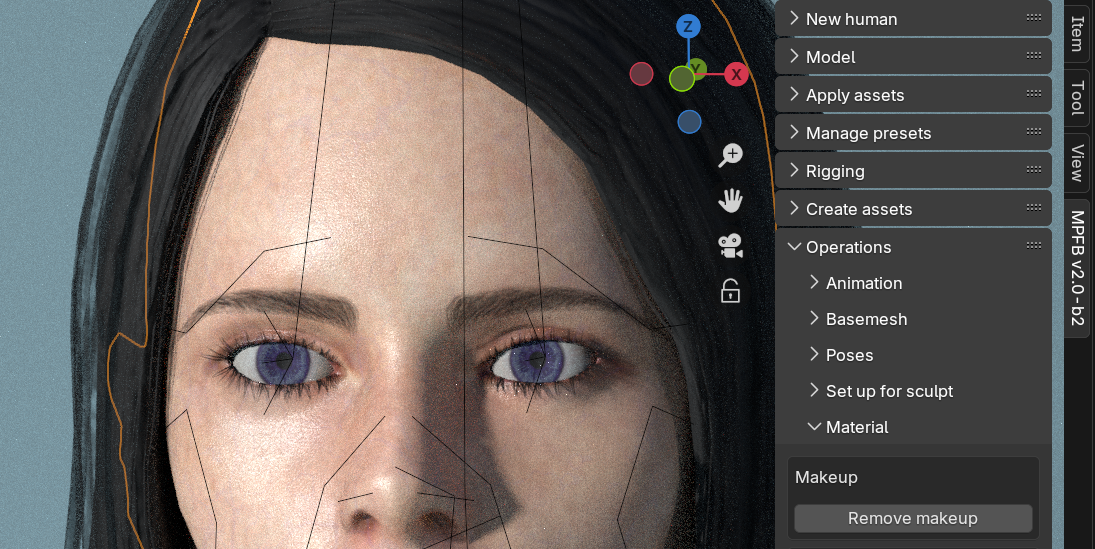 Z
Y
X
New human
Model
Apply assets
Manage presets
Rigging
Create assets
Operations
Animation
Basemesh
Poses
Set up for sculpt
Material
Makeup
Remove makeup
Item
Tool
View
MPFB v2.0-b2